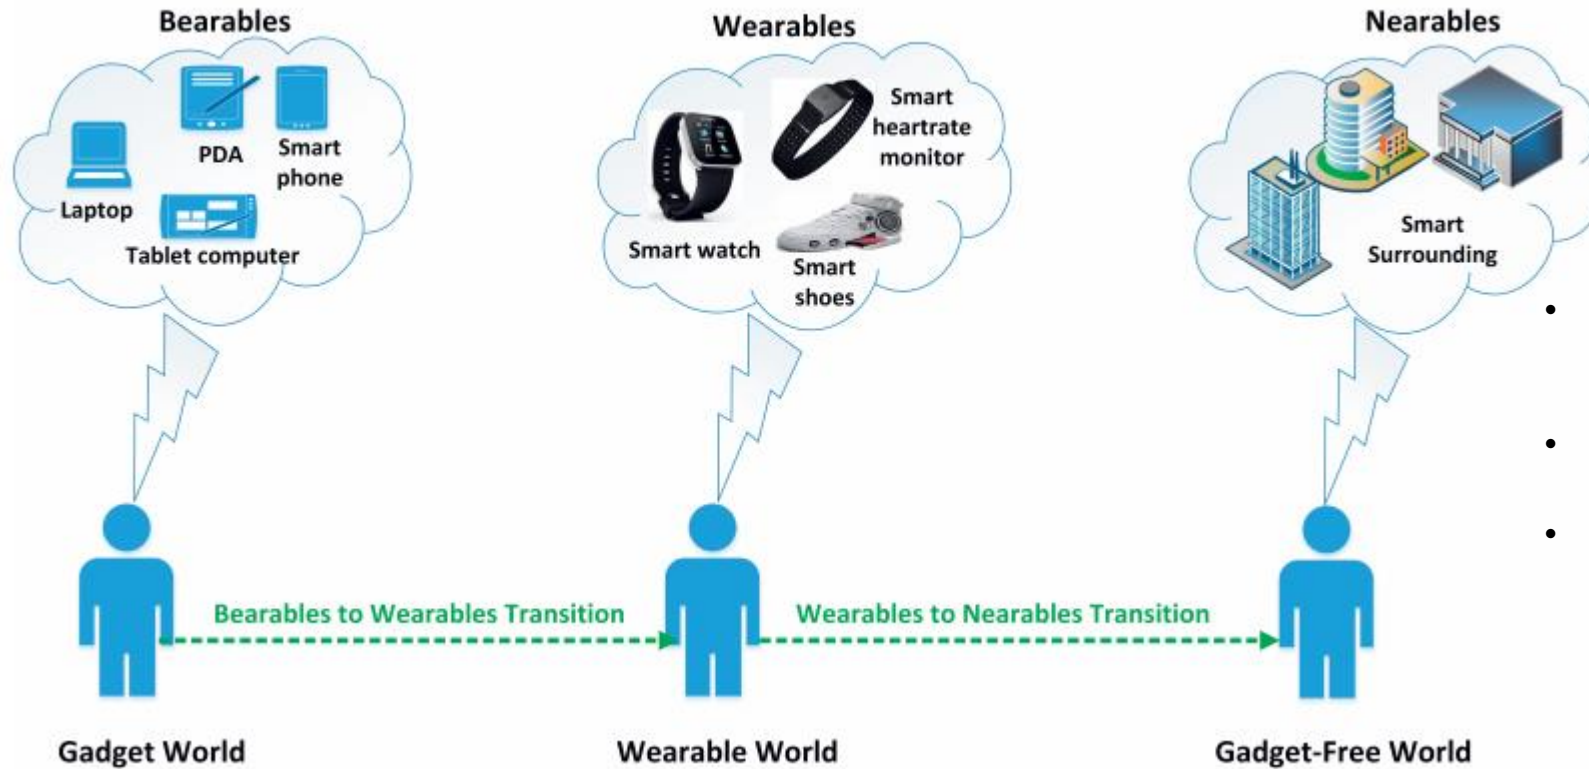 Bearables
PDA
Smart
phone
Laptop
Tablet computer
Wearables
Smart
heartrate
monitor
Smart watch
Smart
shoes
Nearables
Smart
Surrounding
•
•
•
Bearables to Wearables Transition
Wearables to Nearables Transition
Gadget World
Wearable World
Gadget-Free World